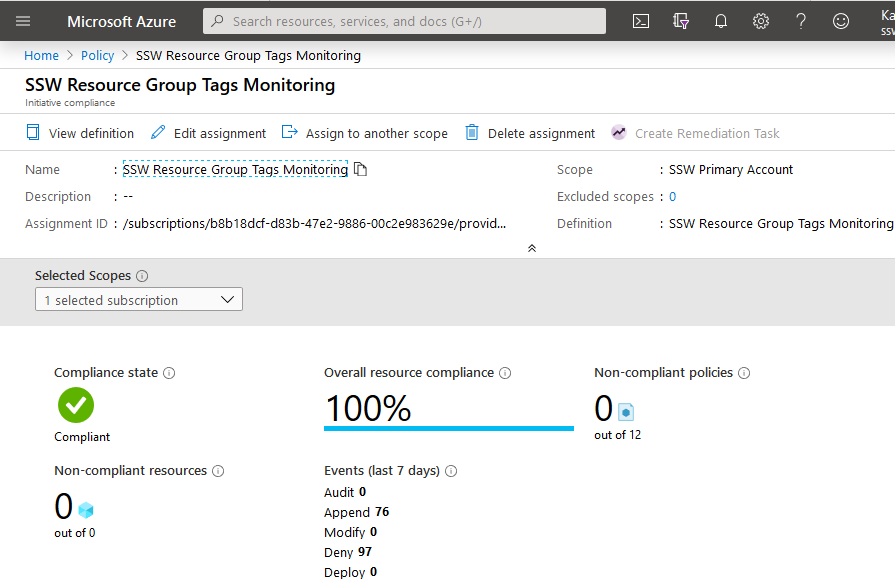 Microsoft Azure
Search resources, services, and docs (G+/)
Ka
ssw
Home > Policy > SSW Resource Group Tags Monitoring
SSW Resource Group Tags Monitoring
Initiative compliance
View definition Edit assignment Assign to another scope Delete assignment Create Remediation Task
Name : SSW Resource Group Tags Monitoring
Scope : SSW Primary Account
Description : --
Excluded scopes : 0
Assignment ID : /subscriptions/b8b18dcf-d83b-47e2-9886-00c2e983629e/provid...
Definition : SSW Resource Group Tags Monitoring
Selected Scopes
1 selected subscription
Compliance state
Compliant
Overall resource compliance
100%
Non-compliant policies
0
out of 12
Non-compliant resources
0
out of 0
Events (last 7 days)
Audit 0
Append 76
Modify 0
Deny 97
Deploy 0